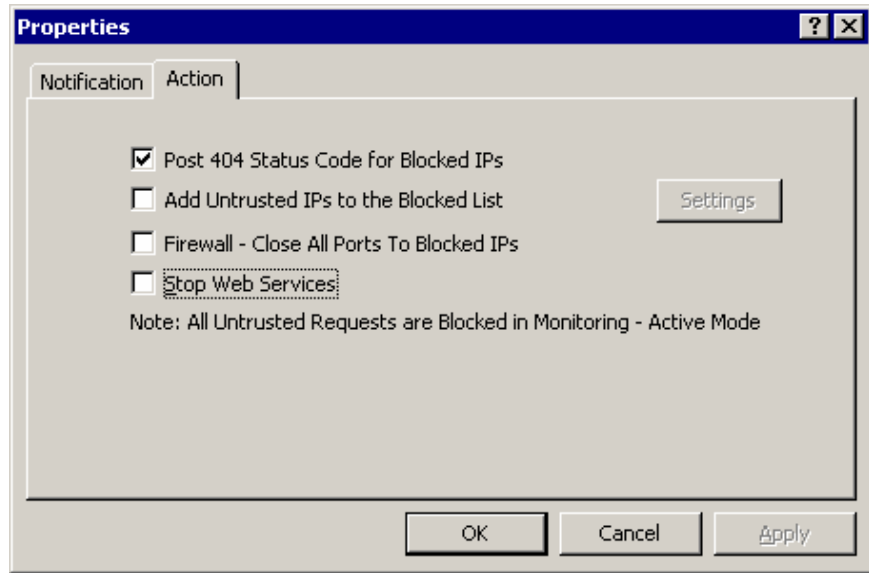 Properties
Notification Action
Post 404 Status Code for Blocked IPs
Add Untrusted IPs to the Blocked List Settings
Firewall - Close All Ports To Blocked IPs
Stop Web Services
Note: All Untrusted Requests are Blocked in Monitoring - Active Mode
OK Cancel Apply